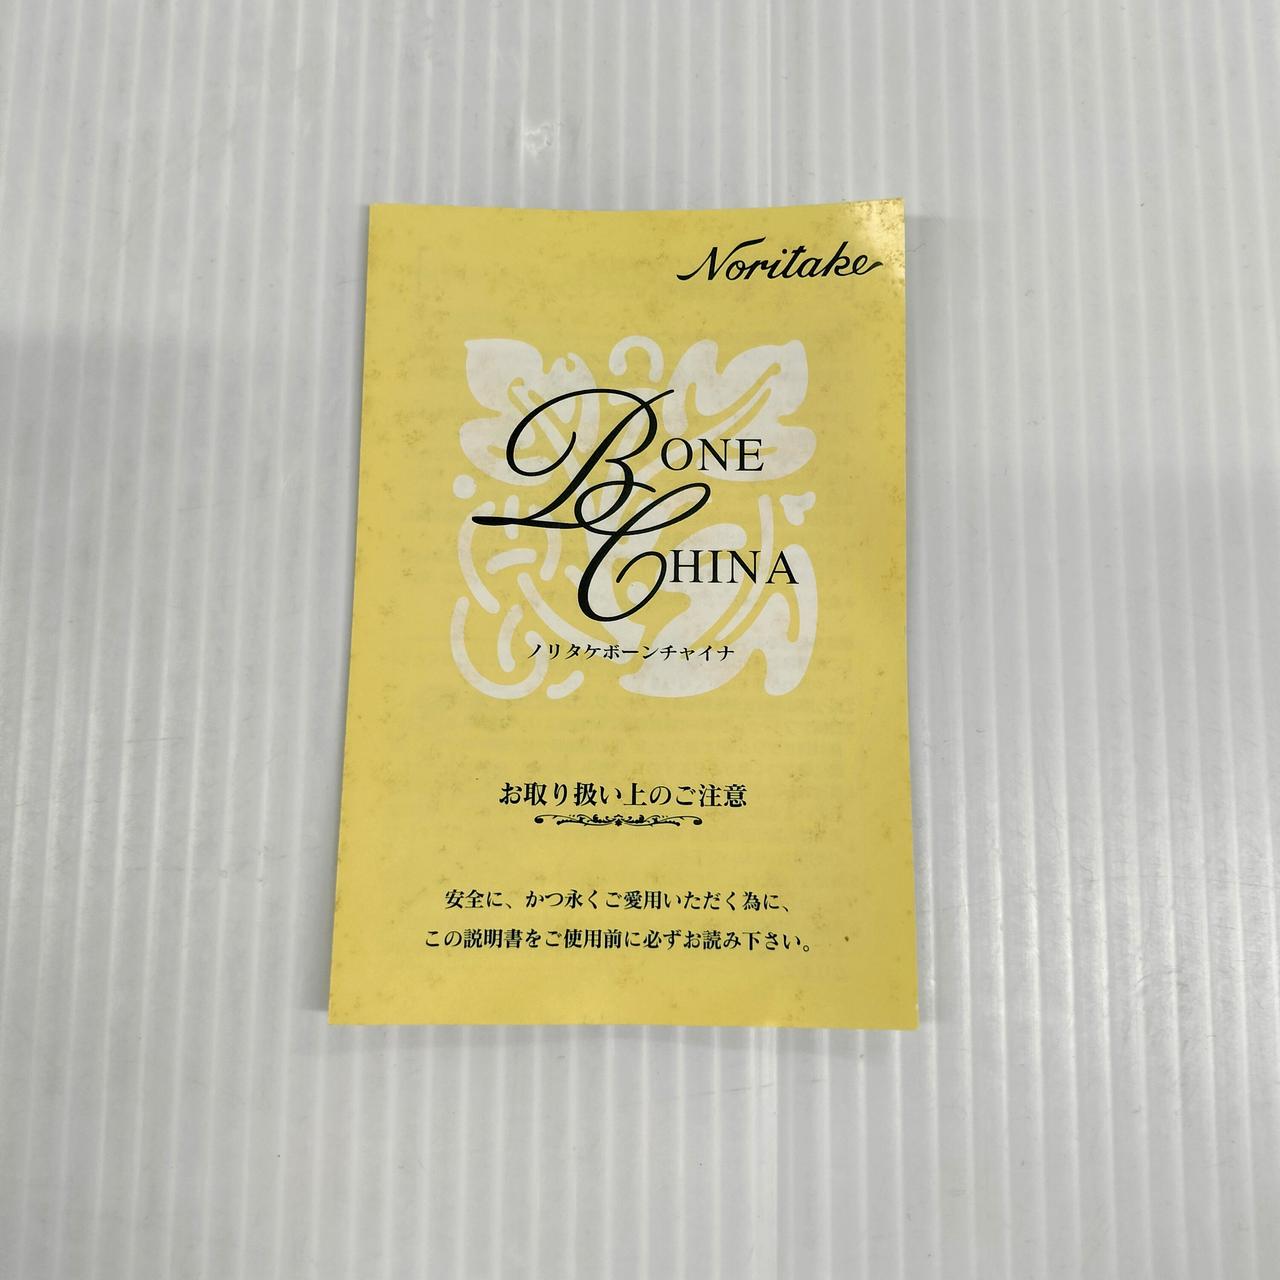 Noritake
BONE
CHINA
ノリタケボーンチャイナ
お取り扱い上のご注意
安全に、かつ永くご愛用いただく為に、
この説明書をご使用前に必ずお読み下さい。